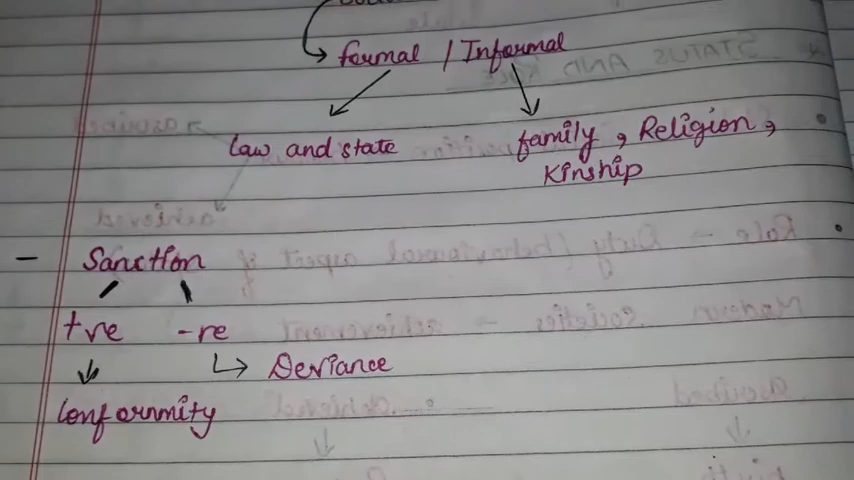 formal / Informal
law and state family, Religion,
Kinship
- Sanction
+ve -ve
Deviance
Conformity